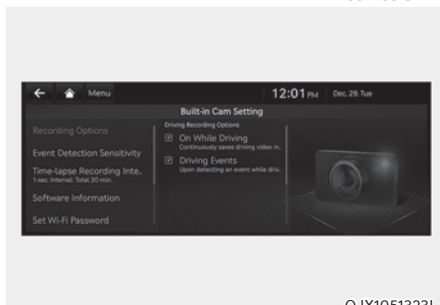 Menu
12:01 PM Dec. 29. Tue
Built-in Cam Setting
Recording Options
Event Detection Sensitivity
Time-lapse Recording Inte..
1-sec. Interval: Total 20 min.
Software Information
Set Wi-Fi Password
Driving Recording Options
On While Driving
Continuously saves driving video in..
Driving Events
Upon detecting an event while driv..